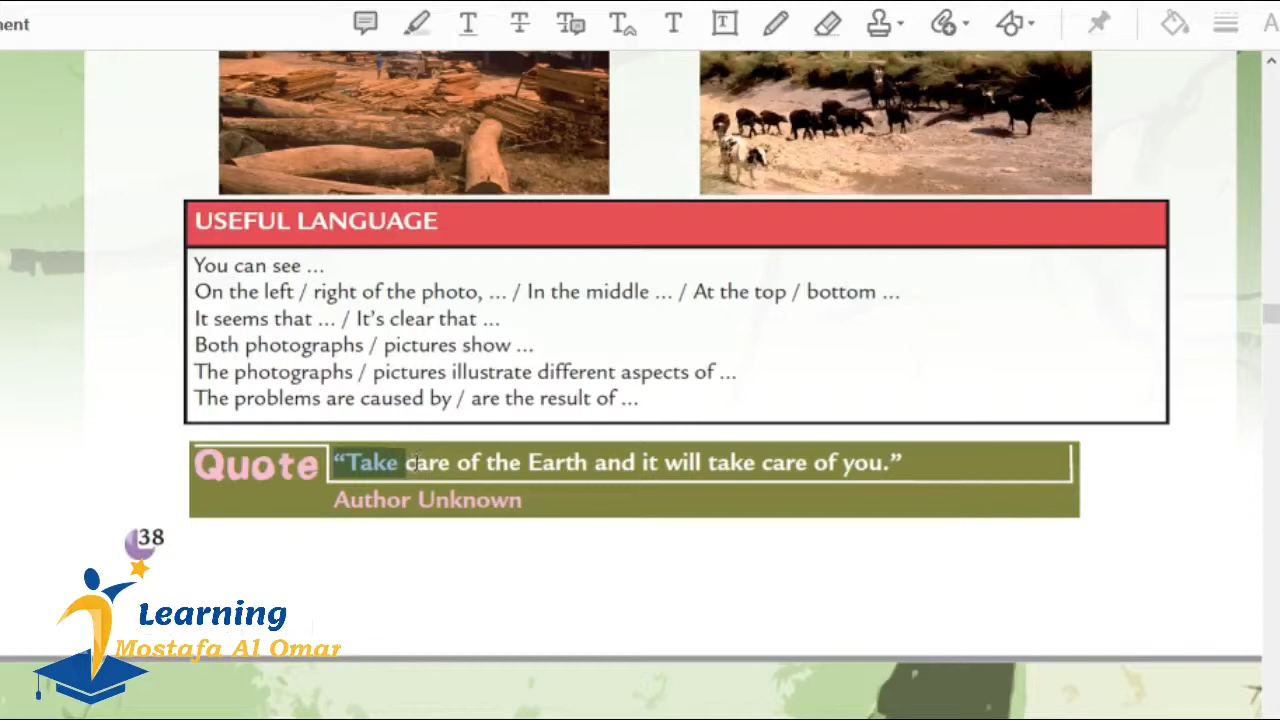 ment
USEFUL LANGUAGE
You can see ...
On the left / right of the photo, ... / In the middle ... / At the top / bottom ...
It seems that ... / It's clear that ...
Both photographs / pictures show ...
The photographs / pictures illustrate different aspects of ...
The problems are caused by / are the result of ...
Quote "Take care of the Earth and it will take care of you."
Author Unknown
38
Learning
Mostafa Al Omar